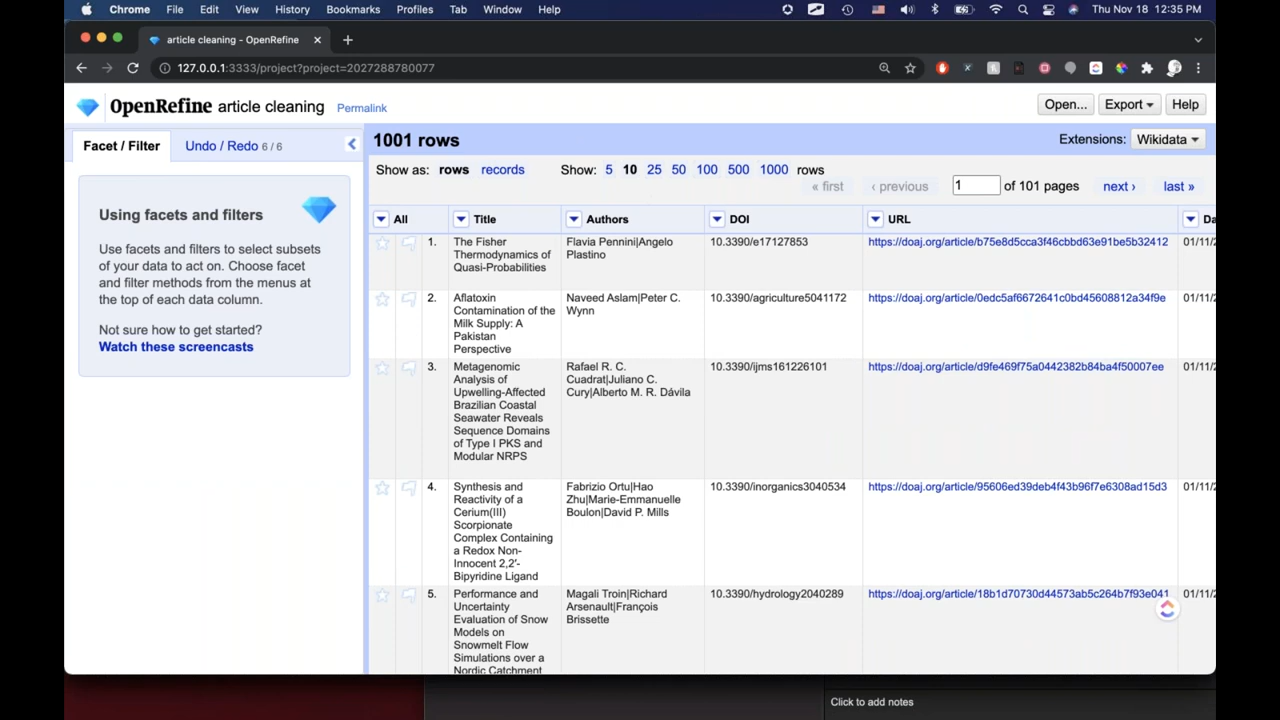 Chrome File Edit View History Bookmarks Profiles Tab Window Help Thu Nov 18 12:35 PM
article cleaning - OpenRefine
127.0.0.1:3333/project?project=2027288780077
OpenRefine article cleaning Permalink Open... Export Help
Facet / Filter Undo / Redo 6 / 6
1001 rows
Extensions: Wikidata
Show as: rows records Show: 5 10 25 50 100 500 1000 rows
« first ‹ previous 1 of 101 pages next › last »
Using facets and filters
Use facets and filters to select subsets
of your data to act on. Choose facet
and filter methods from the menus at
the top of each data column.
Not sure how to get started?
Watch these screencasts
All Title Authors DOI URL Da
1. The Fisher Flavia Pennini|Angelo 10.3390/e17127853 https://doaj.org/article/b75e8d5cca3f46cbbd63e91be5b32412 01/11/2
Thermodynamics of Plastino
Quasi-Probabilities
2. Aflatoxin Naveed Aslam|Peter C. 10.3390/agriculture5041172 https://doaj.org/article/0edc5af6672641c0bd45608812a34f9e 01/11/2
Contamination of the Wynn
Milk Supply: A
Pakistan
Perspective
3. Metagenomic Rafael R. C. 10.3390/ijms161226101 https://doaj.org/article/d9fe469f75a0442382b84ba4f50007ee 01/11/2
Analysis of Cuadrat|Juliano C.
Upwelling-Affected Cury|Alberto M. R. Dávila
Brazilian Coastal
Seawater Reveals
Sequence Domains
of Type I PKS and
Modular NRPS
4. Synthesis and Fabrizio Ortu|Hao 10.3390/inorganics3040534 https://doaj.org/article/95606ed39deb4f43b96f7e6308ad15d3 01/11/2
Reactivity of a Zhu|Marie-Emmanuelle
Cerium(III) Boulon|David P. Mills
Scorpionate
Complex Containing
a Redox Non-
Innocent 2,2′-
Bipyridine Ligand
5. Performance and Magali Troin|Richard 10.3390/hydrology2040289 https://doaj.org/article/18b1d70730d44573ab5c264b7f93e041 01/11/2
Uncertainty Arsenault|François
Evaluation of Snow Brissette
Models on
Snowmelt Flow
Simulations over a
Nordic Catchment
Click to add notes